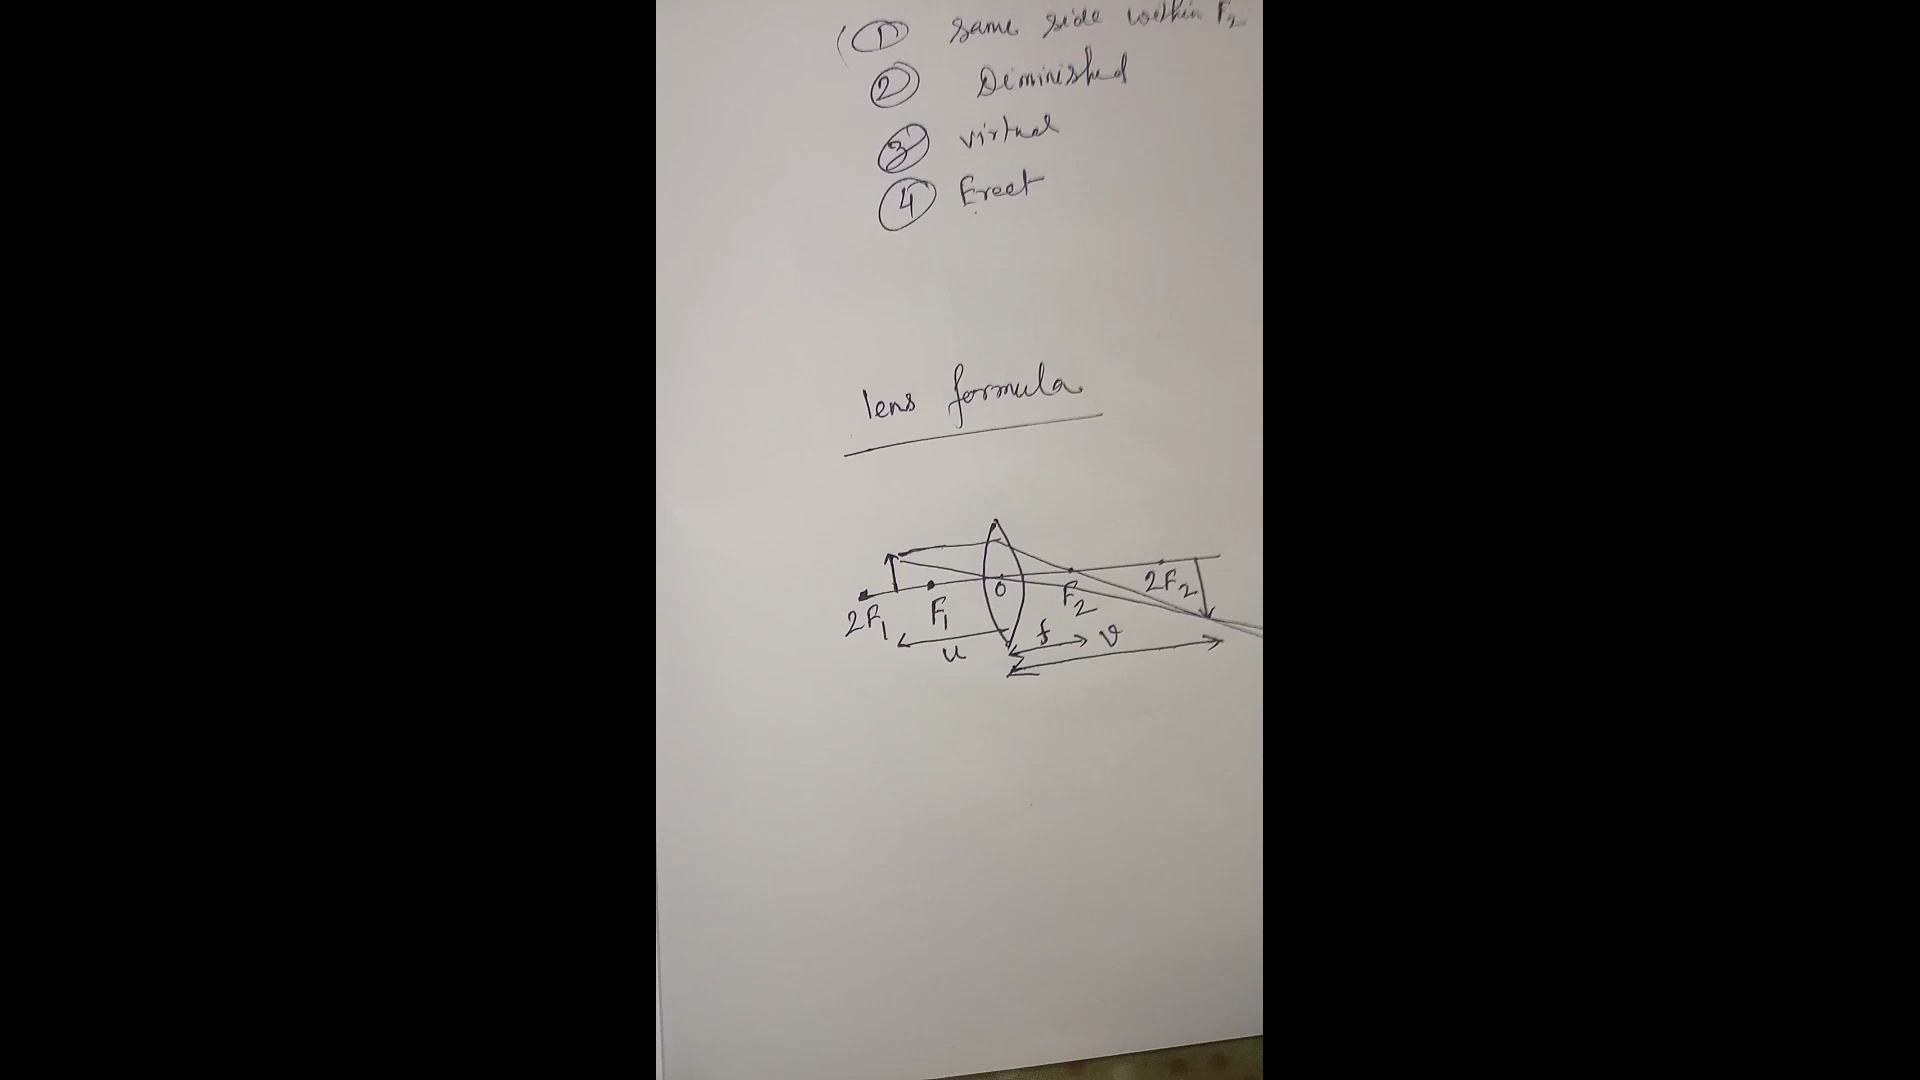 (1) same side within F2
(2) Diminished
(3) virtual
(4) Erect
lens formula
2F1 F1 O F2 2F2
u f v